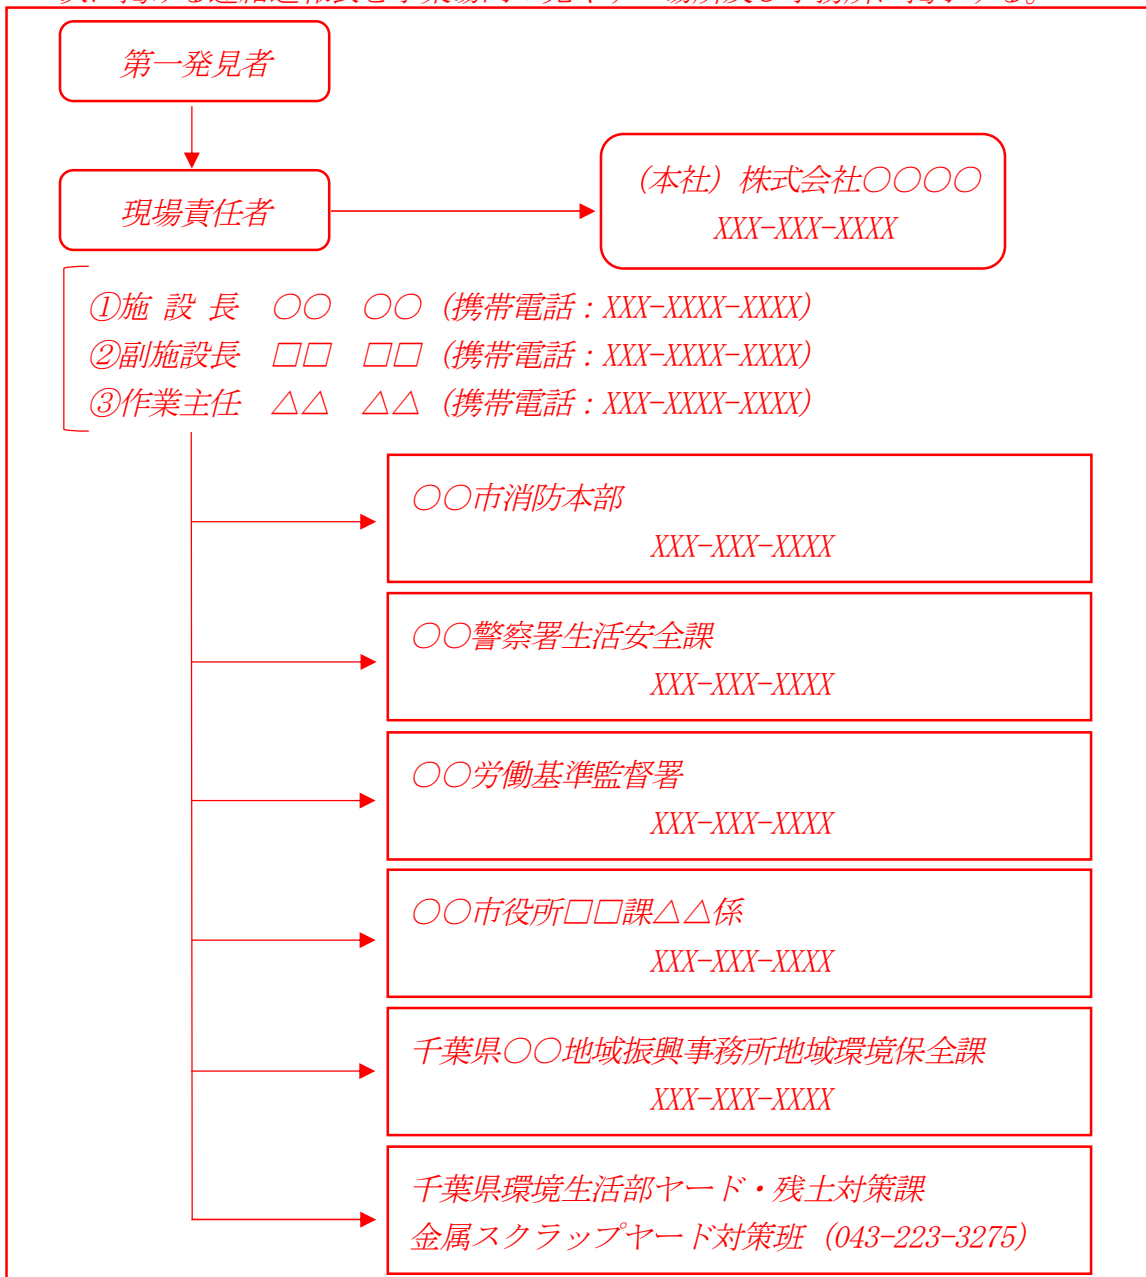 第一発見者
現場責任者
(本社) 株式会社○○○○
XXX-XXX-XXXX
①施 設 長 ○○ ○○ (携帯電話:XXX-XXXX-XXXX)
②副施設長 □□ □□ (携帯電話:XXX-XXXX-XXXX)
③作業主任 △△ △△ (携帯電話:XXX-XXXX-XXXX)
○○市消防本部
XXX-XXX-XXXX
○○警察署生活安全課
XXX-XXX-XXXX
○○労働基準監督署
XXX-XXX-XXXX
○○市役所□□課△△係
XXX-XXX-XXXX
千葉県○○地域振興事務所地域環境保全課
XXX-XXX-XXXX
千葉県環境生活部ヤード・残土対策課
金属スクラップヤード対策班 (043-223-3275)